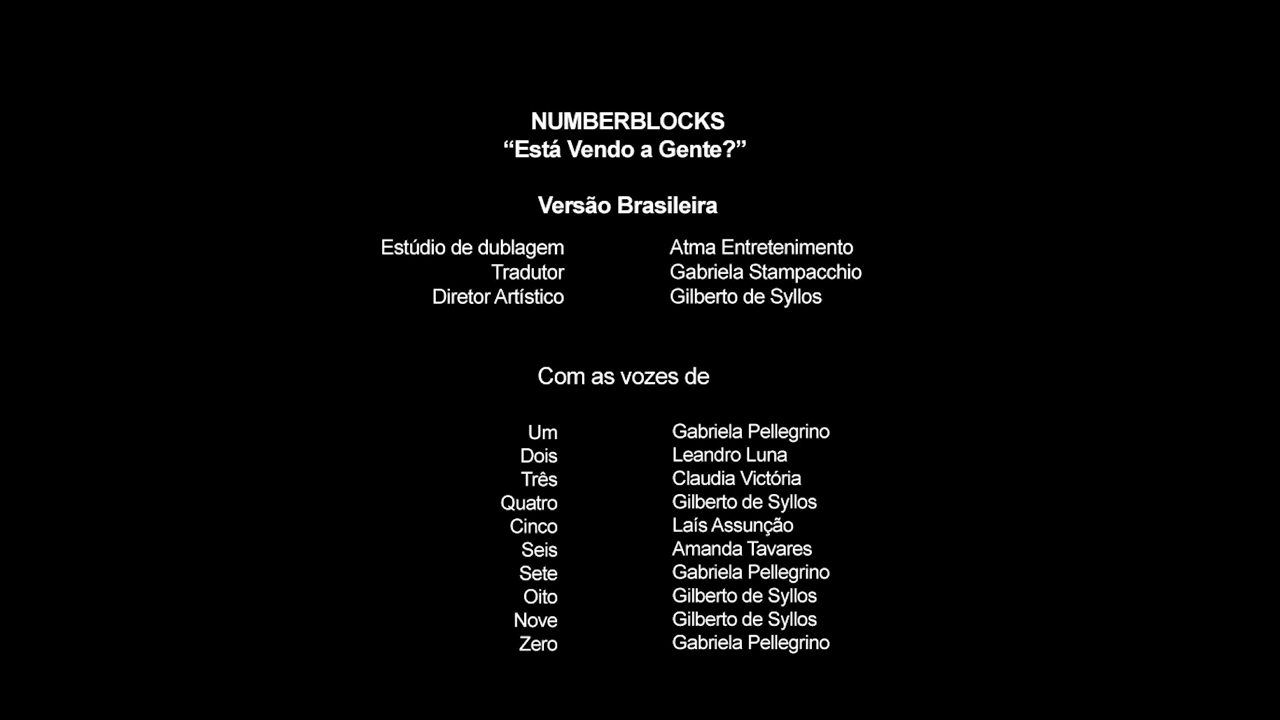 NUMBERBLOCKS
“Está Vendo a Gente?”
Versão Brasileira
Estúdio de dublagem Atma Entretenimento
Tradutor Gabriela Stampacchio
Diretor Artístico Gilberto de Syllos
Com as vozes de
Um Gabriela Pellegrino
Dois Leandro Luna
Três Claudia Victória
Quatro Gilberto de Syllos
Cinco Laís Assunção
Seis Amanda Tavares
Sete Gabriela Pellegrino
Oito Gilberto de Syllos
Nove Gilberto de Syllos
Zero Gabriela Pellegrino